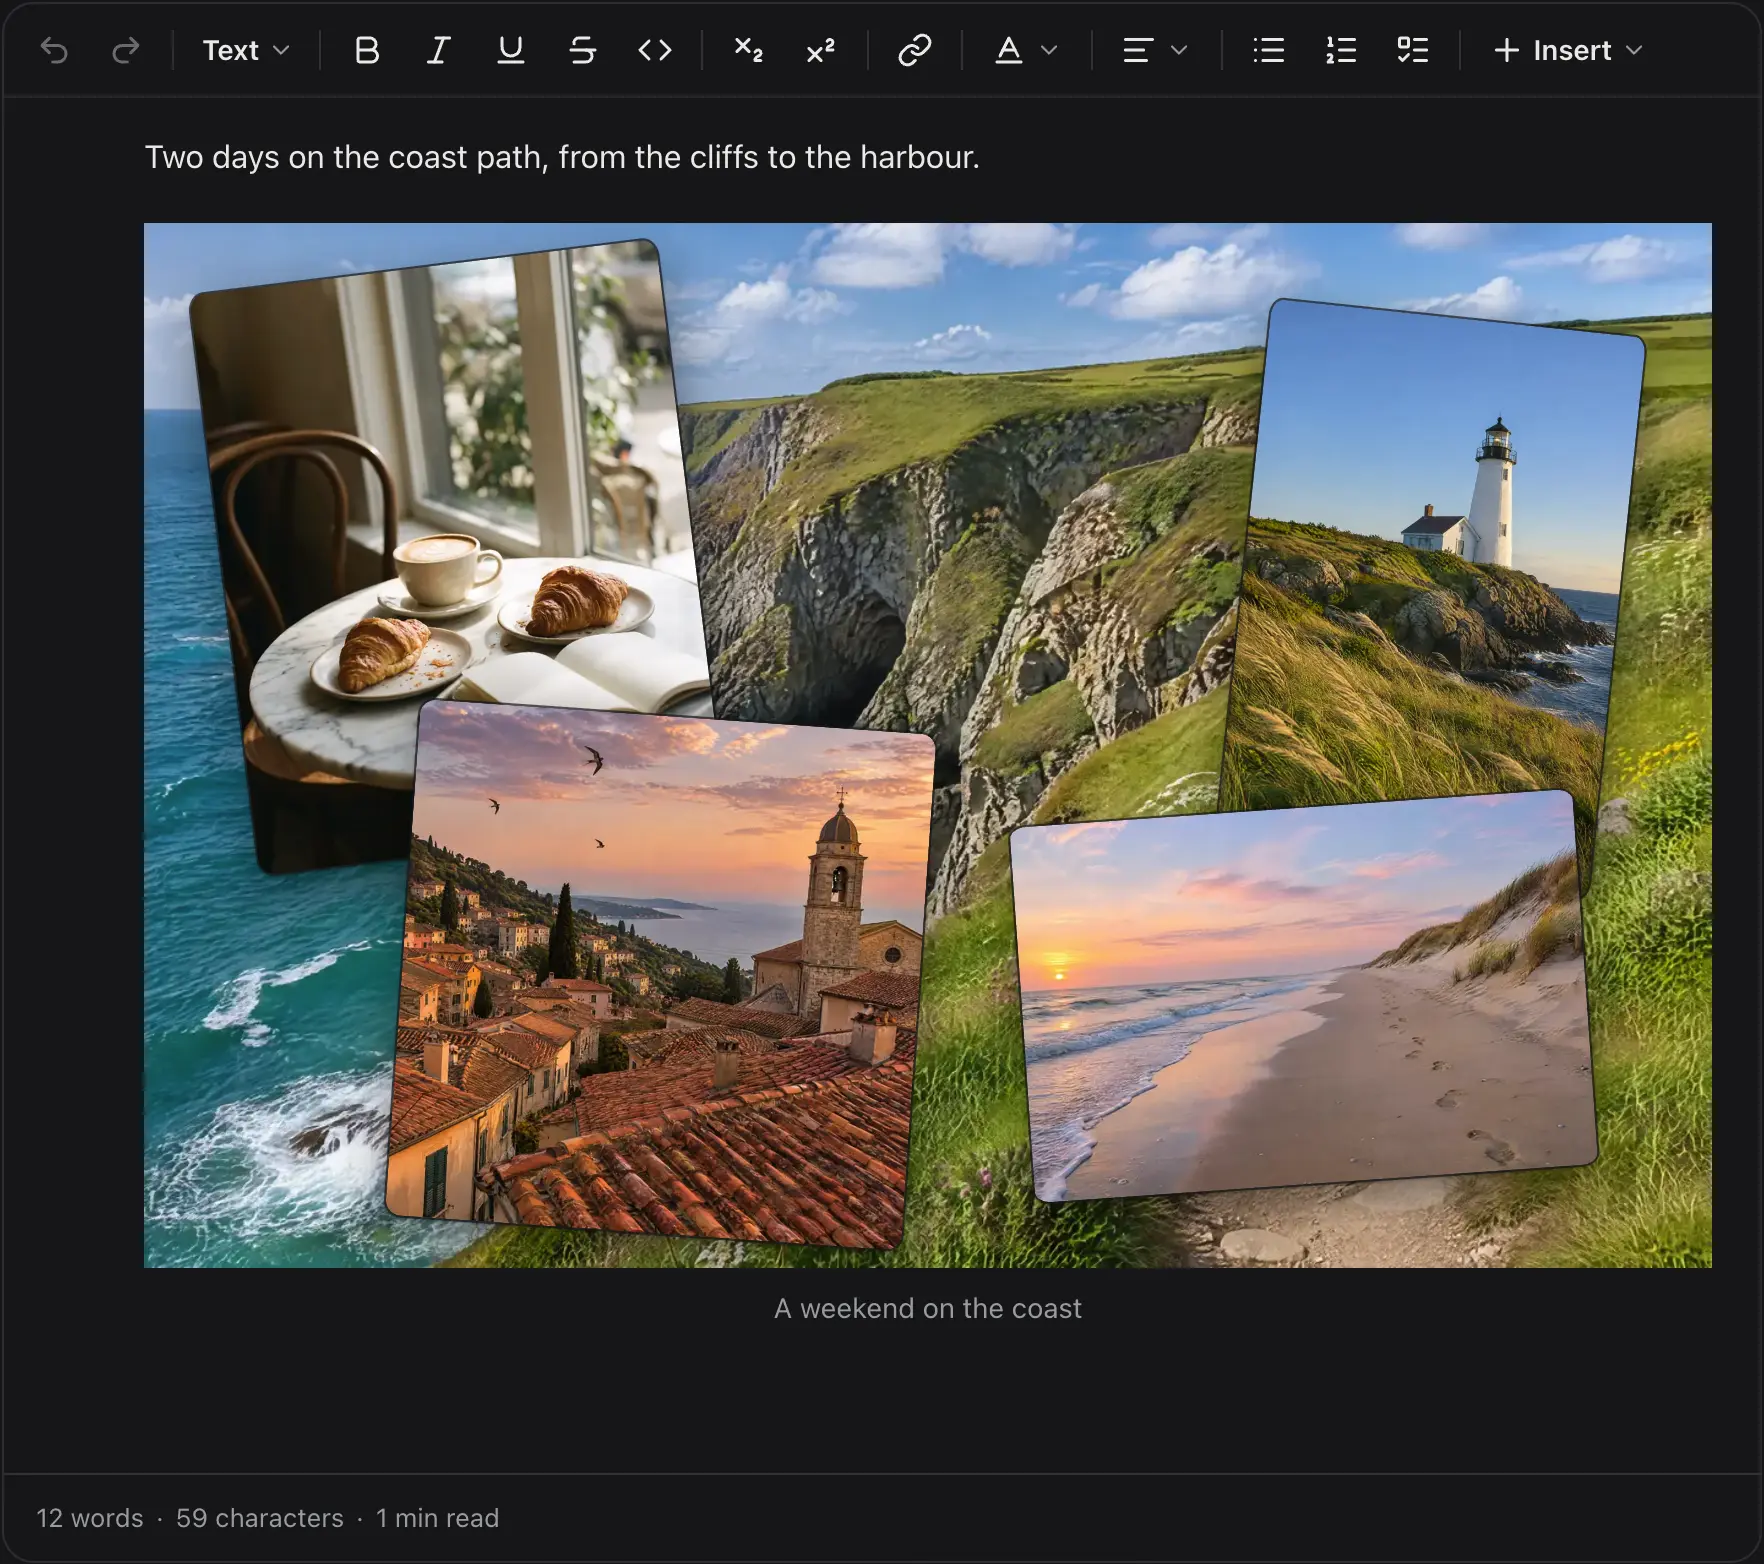 Text
Insert
Two days on the coast path, from the cliffs to the harbour.
A weekend on the coast
12 words · 59 characters · 1 min read